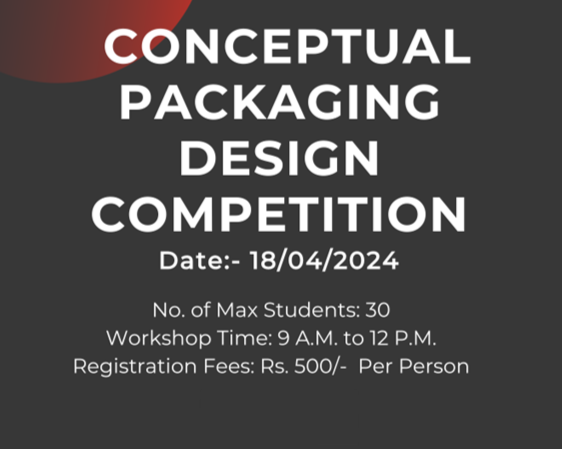 CONCEPTUAL
PACKAGING
DESIGN
COMPETITION
Date:- 18/04/2024
No. of Max Students: 30
Workshop Time: 9 A.M. to 12 P.M.
Registration Fees: Rs. 500/-  Per Person